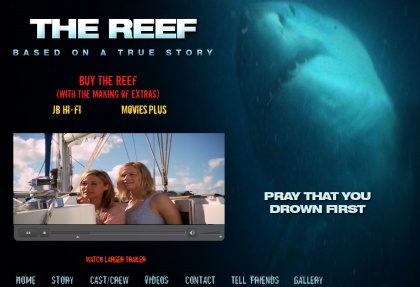 THE REEF
BASED ON A TRUE STORY
BUY THE REEF
(WITH THE MAKING OF EXTRAS)
JB HI-FI MOVIES PLUS
PRAY THAT YOU
DROWN FIRST
WATCH LARGER TRAILER
HOME STORY CAST/CREW VIDEOS CONTACT TELL FRIENDS GALLERY